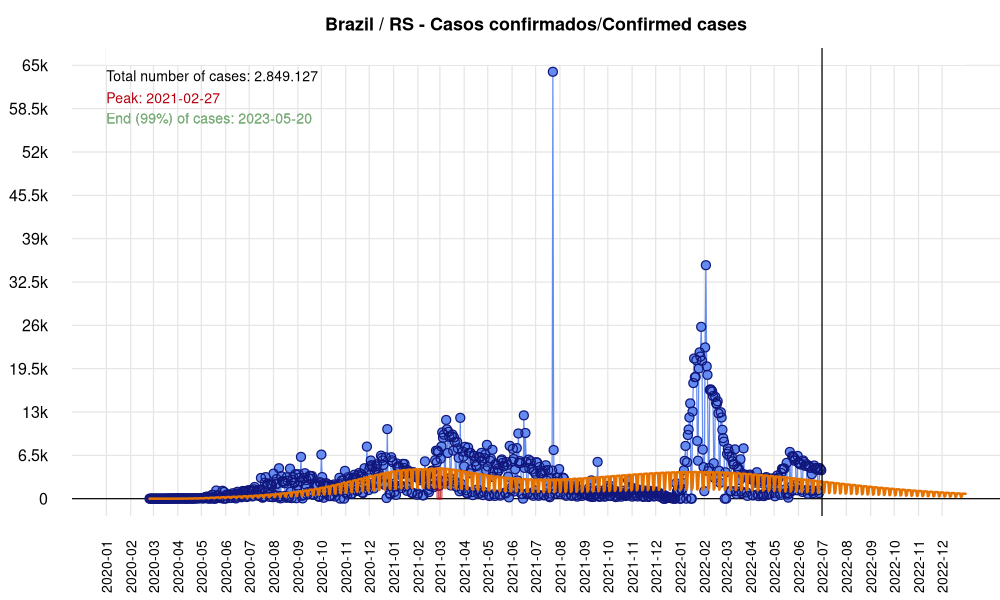 Brazil / RS - Casos confirmados/Confirmed cases
Total number of cases: 2.849.127
Peak: 2021-02-27
End (99%) of cases: 2023-05-20
65k
58.5k
52k
45.5k
39k
32.5k
26k
19.5k
13k
6.5k
0
2020-01
2020-02
2020-03
2020-04
2020-05
2020-06
2020-07
2020-08
2020-09
2020-10
2020-11
2020-12
2021-01
2021-02
2021-03
2021-04
2021-05
2021-06
2021-07
2021-08
2021-09
2021-10
2021-11
2021-12
2022-01
2022-02
2022-03
2022-04
2022-05
2022-06
2022-07
2022-08
2022-09
2022-10
2022-11
2022-12